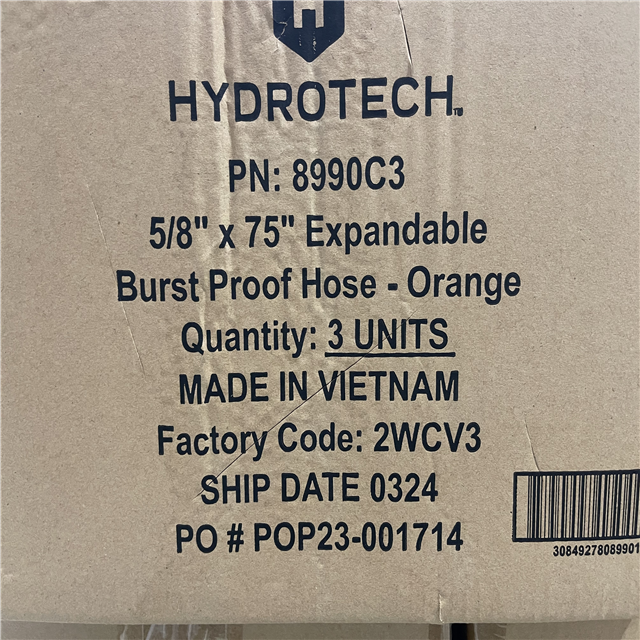 HYDROTECH™
PN: 8990C3
5/8" x 75" Expandable
Burst Proof Hose - Orange
Quantity: 3 UNITS
MADE IN VIETNAM
Factory Code: 2WCV3
SHIP DATE 0324
PO # POP23-001714
30849278089901